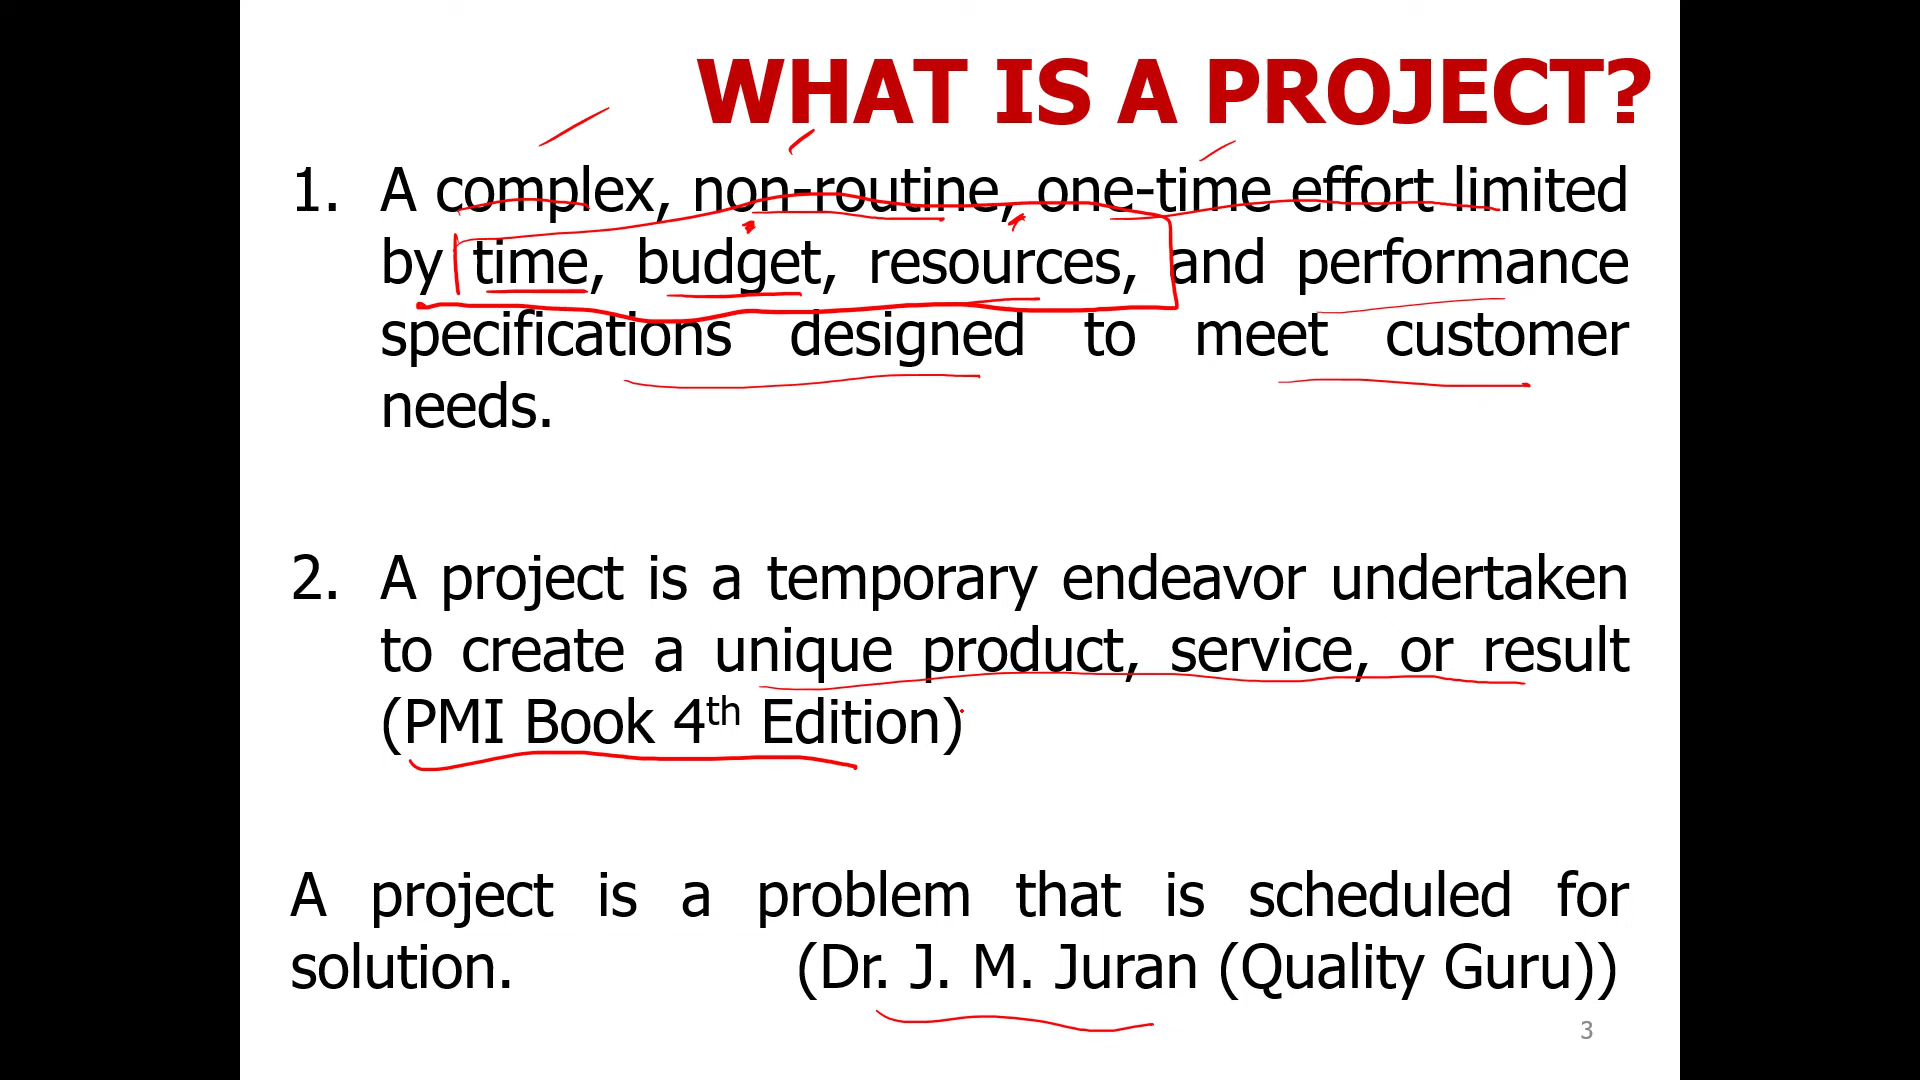 WHAT IS A PROJECT?
1. A complex, non-routine, one-time effort limited
by time, budget, resources, and performance
specifications designed to meet customer
needs.
2. A project is a temporary endeavor undertaken
to create a unique product, service, or result
(PMI Book 4th Edition)
A project is a problem that is scheduled for
solution. (Dr. J. M. Juran (Quality Guru))
3